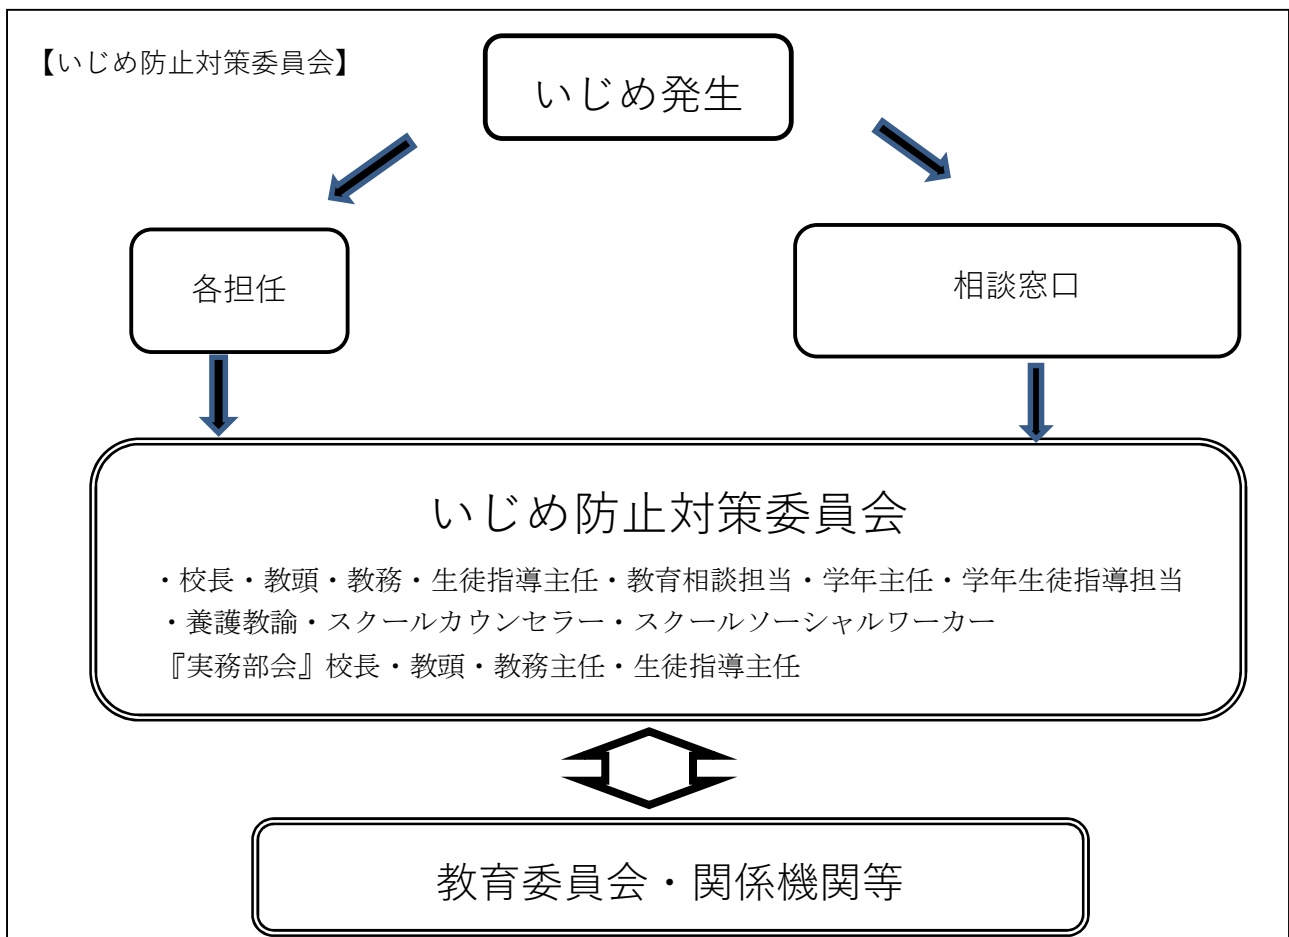 【いじめ防止対策委員会】
いじめ発生
各担任
相談窓口
いじめ防止対策委員会
・校長・教頭・教務・生徒指導主任・教育相談担当・学年主任・学年生徒指導担当
・養護教諭・スクールカウンセラー・スクールソーシャルワーカー
『実務部会』校長・教頭・教務主任・生徒指導主任
教育委員会・関係機関等